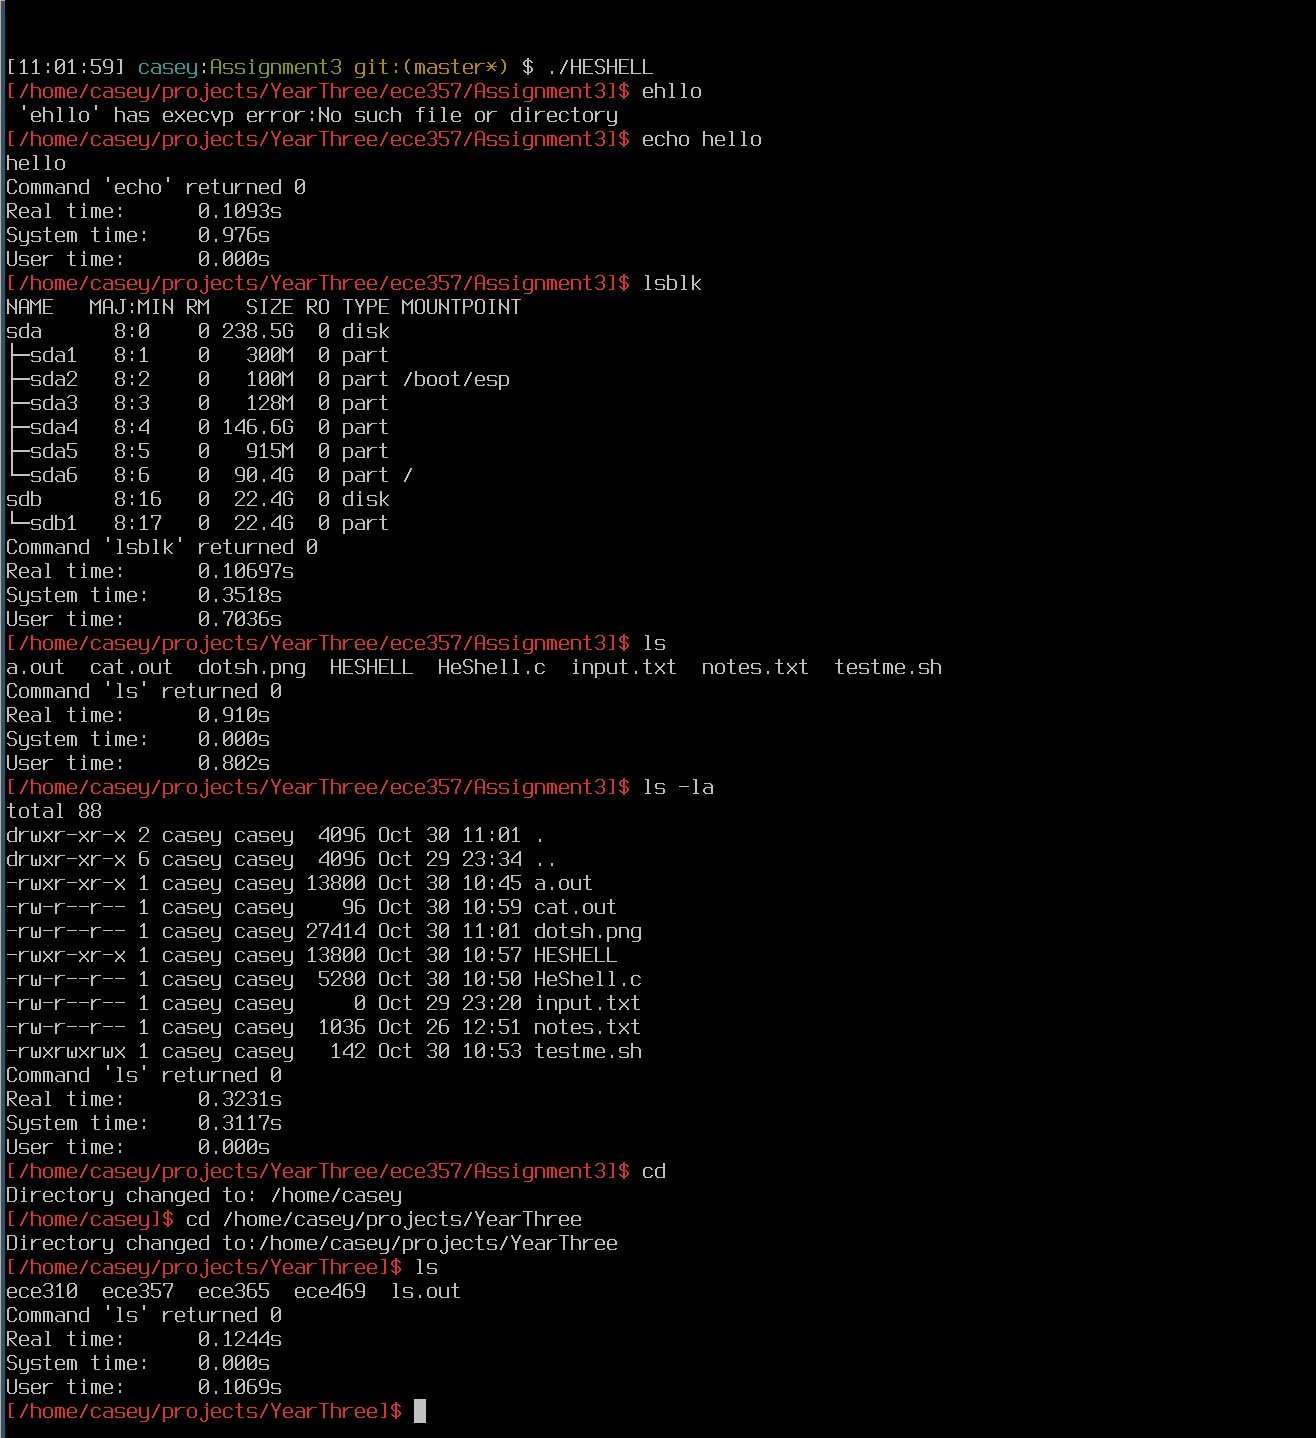 [11:01:59] casey:Assignment3 git:(master*) $ ./HESHELL
[/home/casey/projects/YearThree/ece357/Assignment3]$ ehllo
 'ehllo' has execvp error:No such file or directory
[/home/casey/projects/YearThree/ece357/Assignment3]$ echo hello
hello
Command 'echo' returned 0
Real time:      0.1093s
System time:    0.976s
User time:      0.000s
[/home/casey/projects/YearThree/ece357/Assignment3]$ lsblk
NAME   MAJ:MIN RM   SIZE RO TYPE MOUNTPOINT
sda      8:0    0 238.5G  0 disk
├─sda1   8:1    0   300M  0 part
├─sda2   8:2    0   100M  0 part /boot/esp
├─sda3   8:3    0   128M  0 part
├─sda4   8:4    0 146.6G  0 part
├─sda5   8:5    0   915M  0 part
└─sda6   8:6    0  90.4G  0 part /
sdb      8:16   0  22.4G  0 disk
└─sdb1   8:17   0  22.4G  0 part
Command 'lsblk' returned 0
Real time:      0.10697s
System time:    0.3518s
User time:      0.7036s
[/home/casey/projects/YearThree/ece357/Assignment3]$ ls
a.out  cat.out  dotsh.png  HESHELL  HeShell.c  input.txt  notes.txt  testme.sh
Command 'ls' returned 0
Real time:      0.910s
System time:    0.000s
User time:      0.802s
[/home/casey/projects/YearThree/ece357/Assignment3]$ ls -la
total 88
drwxr-xr-x 2 casey casey  4096 Oct 30 11:01 .
drwxr-xr-x 6 casey casey  4096 Oct 29 23:34 ..
-rwxr-xr-x 1 casey casey 13800 Oct 30 10:45 a.out
-rw-r--r-- 1 casey casey    96 Oct 30 10:59 cat.out
-rw-r--r-- 1 casey casey 27414 Oct 30 11:01 dotsh.png
-rwxr-xr-x 1 casey casey 13800 Oct 30 10:57 HESHELL
-rw-r--r-- 1 casey casey  5280 Oct 30 10:50 HeShell.c
-rw-r--r-- 1 casey casey     0 Oct 29 23:20 input.txt
-rw-r--r-- 1 casey casey  1036 Oct 26 12:51 notes.txt
-rwxrwxrwx 1 casey casey   142 Oct 30 10:53 testme.sh
Command 'ls' returned 0
Real time:      0.3231s
System time:    0.3117s
User time:      0.000s
[/home/casey/projects/YearThree/ece357/Assignment3]$ cd
Directory changed to: /home/casey
[/home/casey]$ cd /home/casey/projects/YearThree
Directory changed to:/home/casey/projects/YearThree
[/home/casey/projects/YearThree]$ ls
ece310  ece357  ece365  ece469  ls.out
Command 'ls' returned 0
Real time:      0.1244s
System time:    0.000s
User time:      0.1069s
[/home/casey/projects/YearThree]$